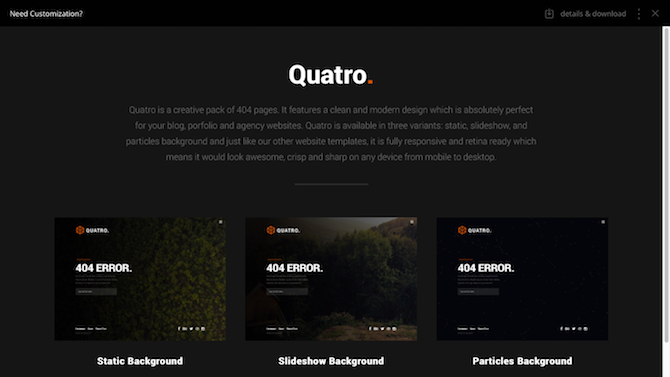 Need Customization?
details & download
Quatro.
Quatro is a creative pack of 404 pages. It features a clean and modern design which is absolutely perfect
for your blog, porfolio and agency websites. Quatro is available in three variants: static, slideshow, and
particles background and just like our other website templates, it is fully responsive and retina ready which
means it would look awesome, crisp and sharp on any device from mobile to desktop.
QUATRO.
404 ERROR.
QUATRO.
404 ERROR.
QUATRO.
404 ERROR.
Static Background
Slideshow Background
Particles Background